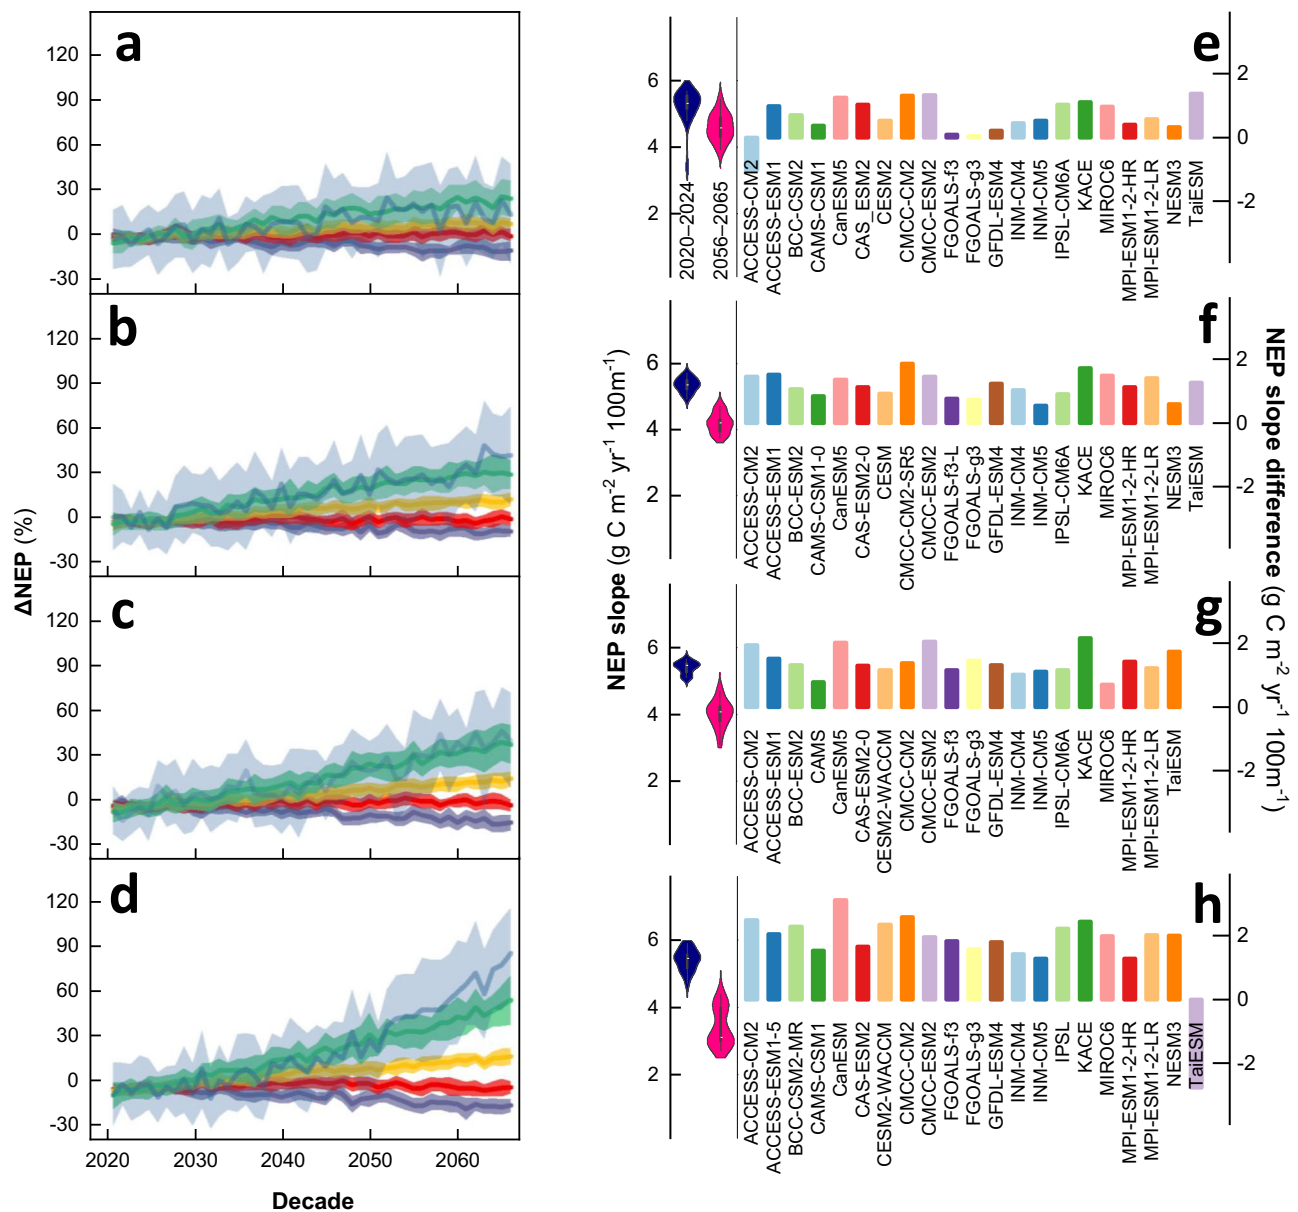 a
120
90
60
30
0
-30
b
120
90
60
30
0
-30
c
120
90
60
30
0
-30
d
120
90
60
30
0
-30
2020
2030
2040
2050
2060
Decade
ΔNEP (%)
NEP slope (g C m-2 yr-1 100m-1)
e
6
4
2
2020–2024
2056–2065
ACCESS-CM2
ACCESS-ESM1
BCC-CSM2
CAMS-CSM1
CanESM5
CAS_ESM2
CESM2
CMCC-CM2
CMCC-ESM2
FGOALS-f3
FGOALS-g3
GFDL-ESM4
INM-CM4
INM-CM5
IPSL-CM6A
KACE
MIROC6
MPI-ESM1-2-HR
MPI-ESM1-2-LR
NESM3
TaiESM
2
0
-2
f
6
4
2
ACCESS-CM2
ACCESS-ESM1
BCC-ESM2
CAMS-CSM1-0
CanESM5
CAS-ESM2-0
CESM
CMCC-CM2-SR5
CMCC-ESM2
FGOALS-f3-L
FGOALS-g3
GFDL-ESM4
INM-CM4
INM-CM5
IPSL-CM6A
KACE
MIROC6
MPI-ESM1-2-HR
MPI-ESM1-2-LR
NESM3
TaiESM
2
0
-2
g
6
4
2
ACCESS-CM2
ACCESS-ESM1
BCC-ESM2
CAMS
CanESM5
CAS-ESM2-0
CESM2-WACCM
CMCC-CM2
CMCC-ESM2
FGOALS-f3
FGOALS-g3
GFDL-ESM4
INM-CM4
INM-CM5
IPSL-CM6A
KACE
MIROC6
MPI-ESM1-2-HR
MPI-ESM1-2-LR
TaiESM
2
0
-2
h
6
4
2
ACCESS-CM2
ACCESS-ESM1-5
BCC-CSM2-MR
CAMS-CSM1
CanESM
CAS-ESM2
CESM2-WACCM
CMCC-CM2
CMCC-ESM2
FGOALS-f3
FGOALS-g3
GFDL-ESM4
INM-CM4
INM-CM5
IPSL
KACE
MIROC6
MPI-ESM1-2-HR
MPI-ESM1-2-LR
NESM3
TaiESM
2
0
-2
NEP slope difference (g C m-2 yr-1 100m-1)